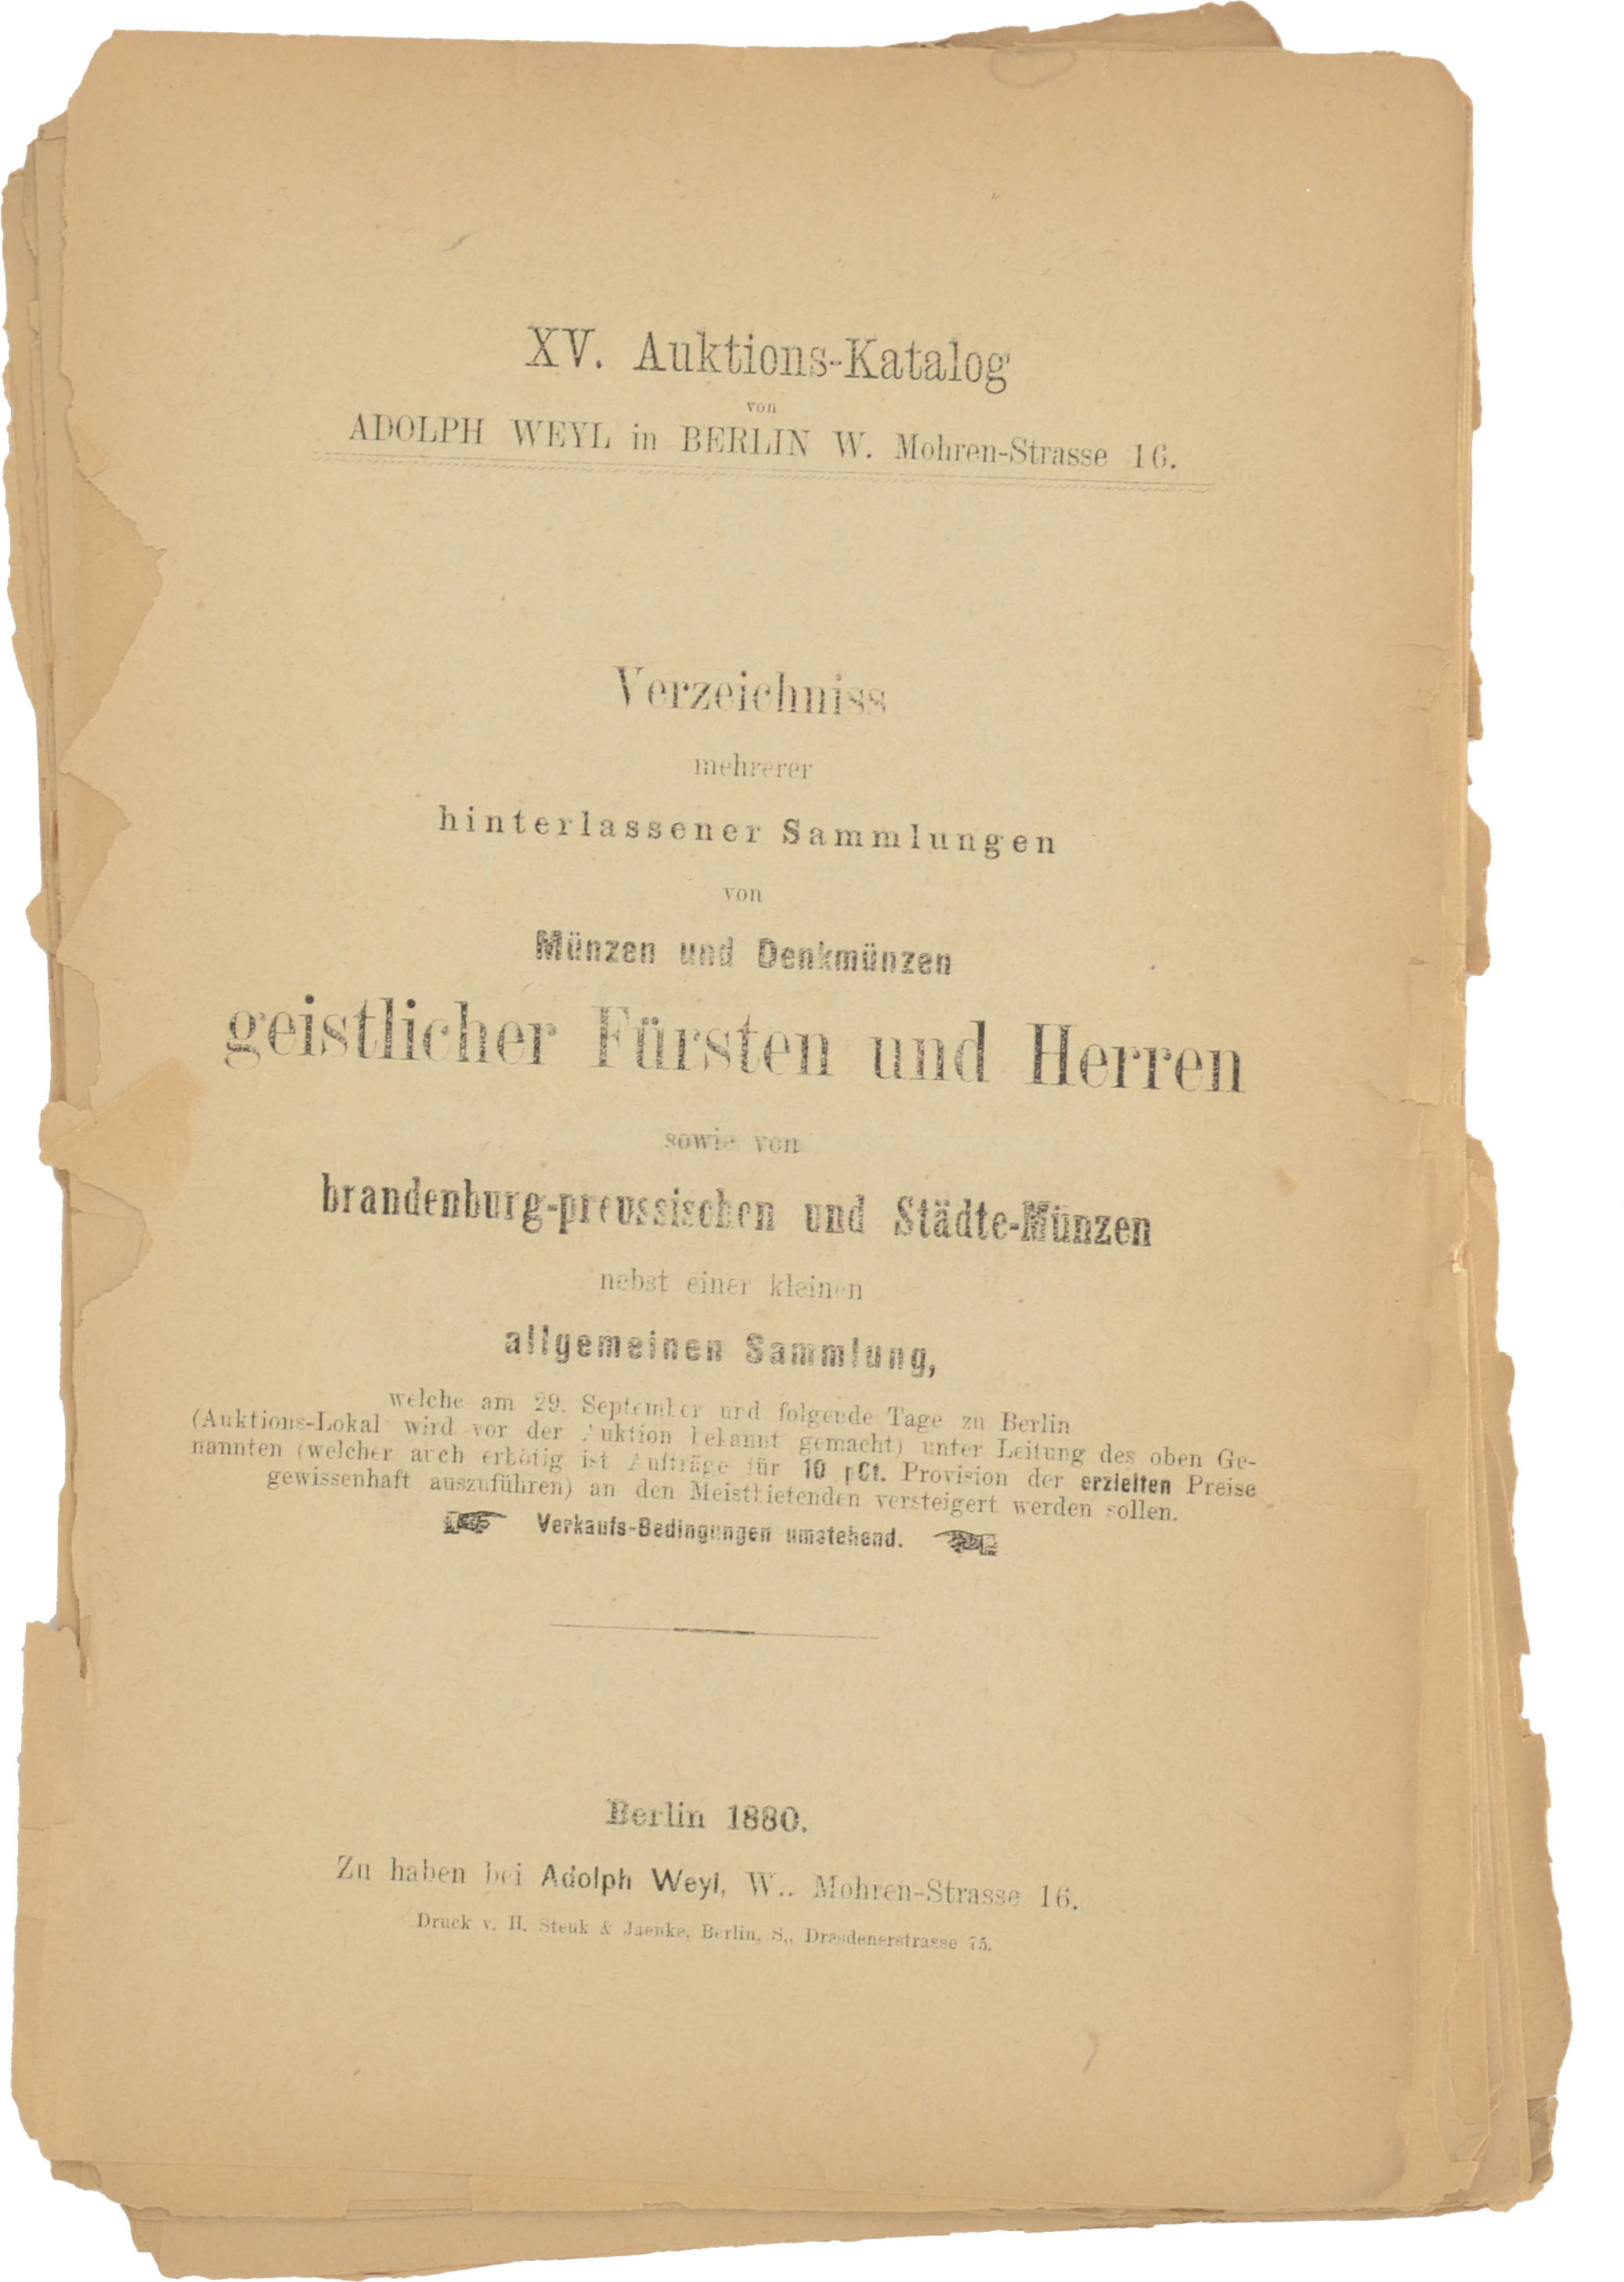 XV. Auktions-Katalog
von
ADOLPH WEYL in BERLIN W. Mohren-Strasse 16.
Verzeichniss
mehrerer
hinterlassener Sammlungen
von
Münzen und Denkmünzen
geistlicher Fürsten und Herren
sowie von
brandenburg-preussischen und Städte-Münzen
nebst einer kleinen
allgemeinen Sammlung,
welche am 29. September und folgende Tage zu Berlin
(Auktions-Lokal wird vor der Auktion bekannt gemacht) unter Leitung des oben Ge-
nannten (welcher auch erbötig ist Aufträge für 10 pCt. Provision der erzielten Preise
gewissenhaft auszuführen) an den Meistbietenden versteigert werden sollen.
☛ Verkaufs-Bedingungen umstehend. ☚
Berlin 1880.
Zu haben bei Adolph Weyl, W.. Mohren-Strasse 16.
Druck v. H. Steuk & Jaenke, Berlin, S,. Dresdenerstrasse 75.